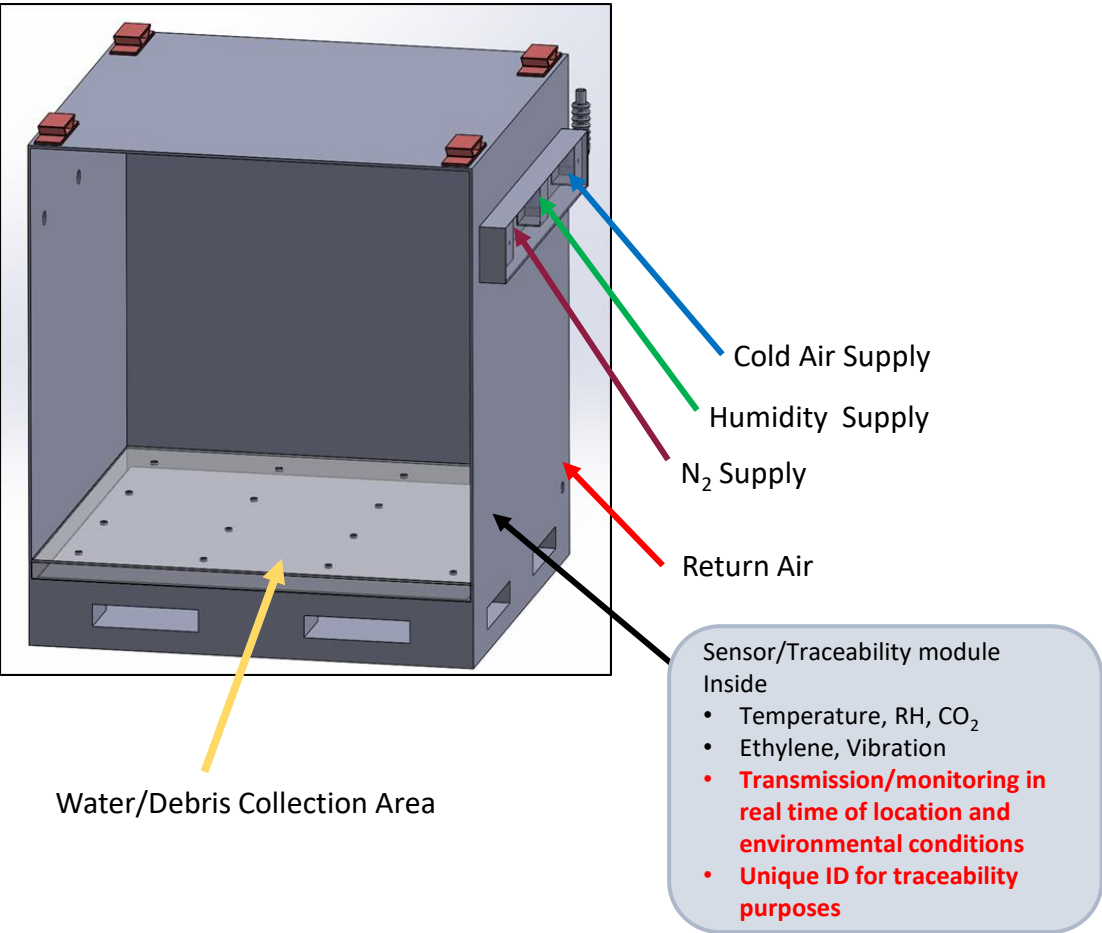 Cold Air Supply
Humidity  Supply
N₂ Supply
Return Air
Sensor/Traceability module
Inside
• Temperature, RH, CO₂
• Ethylene, Vibration
• Transmission/monitoring in
real time of location and
environmental conditions
• Unique ID for traceability
purposes
Water/Debris Collection Area